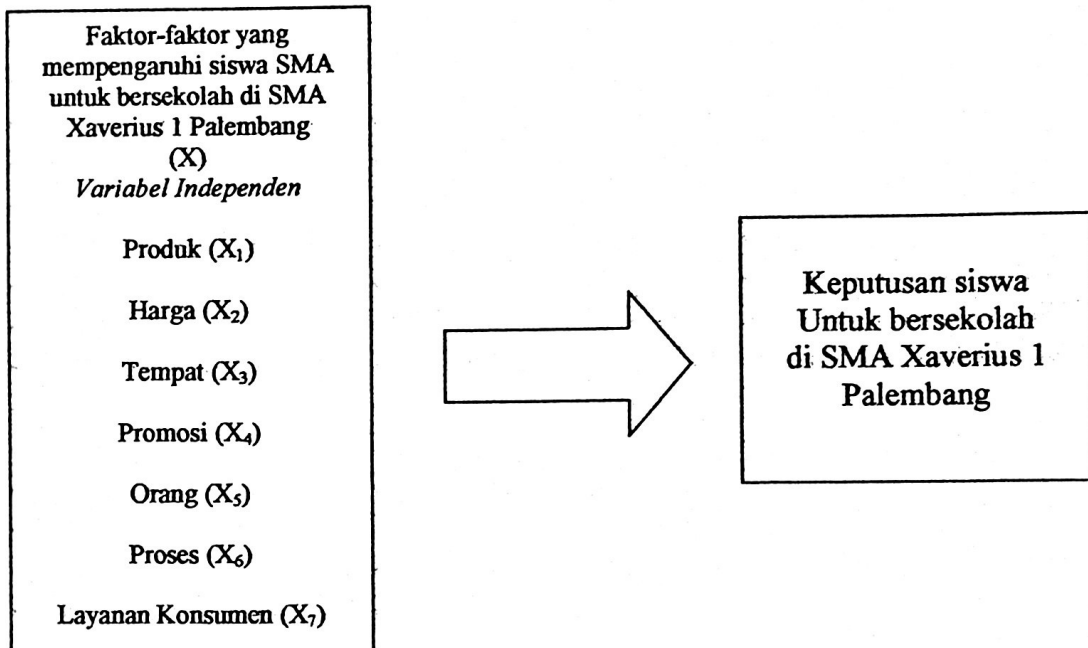 Faktor-faktor yang
mempengaruhi siswa SMA
untuk bersekolah di SMA
Xaverius 1 Palembang
(X)
Variabel Independen
Produk (X₁)
Harga (X₂)
Tempat (X₃)
Promosi (X₄)
Orang (X₅)
Proses (X₆)
Layanan Konsumen (X₇)
Keputusan siswa
Untuk bersekolah
di SMA Xaverius 1
Palembang